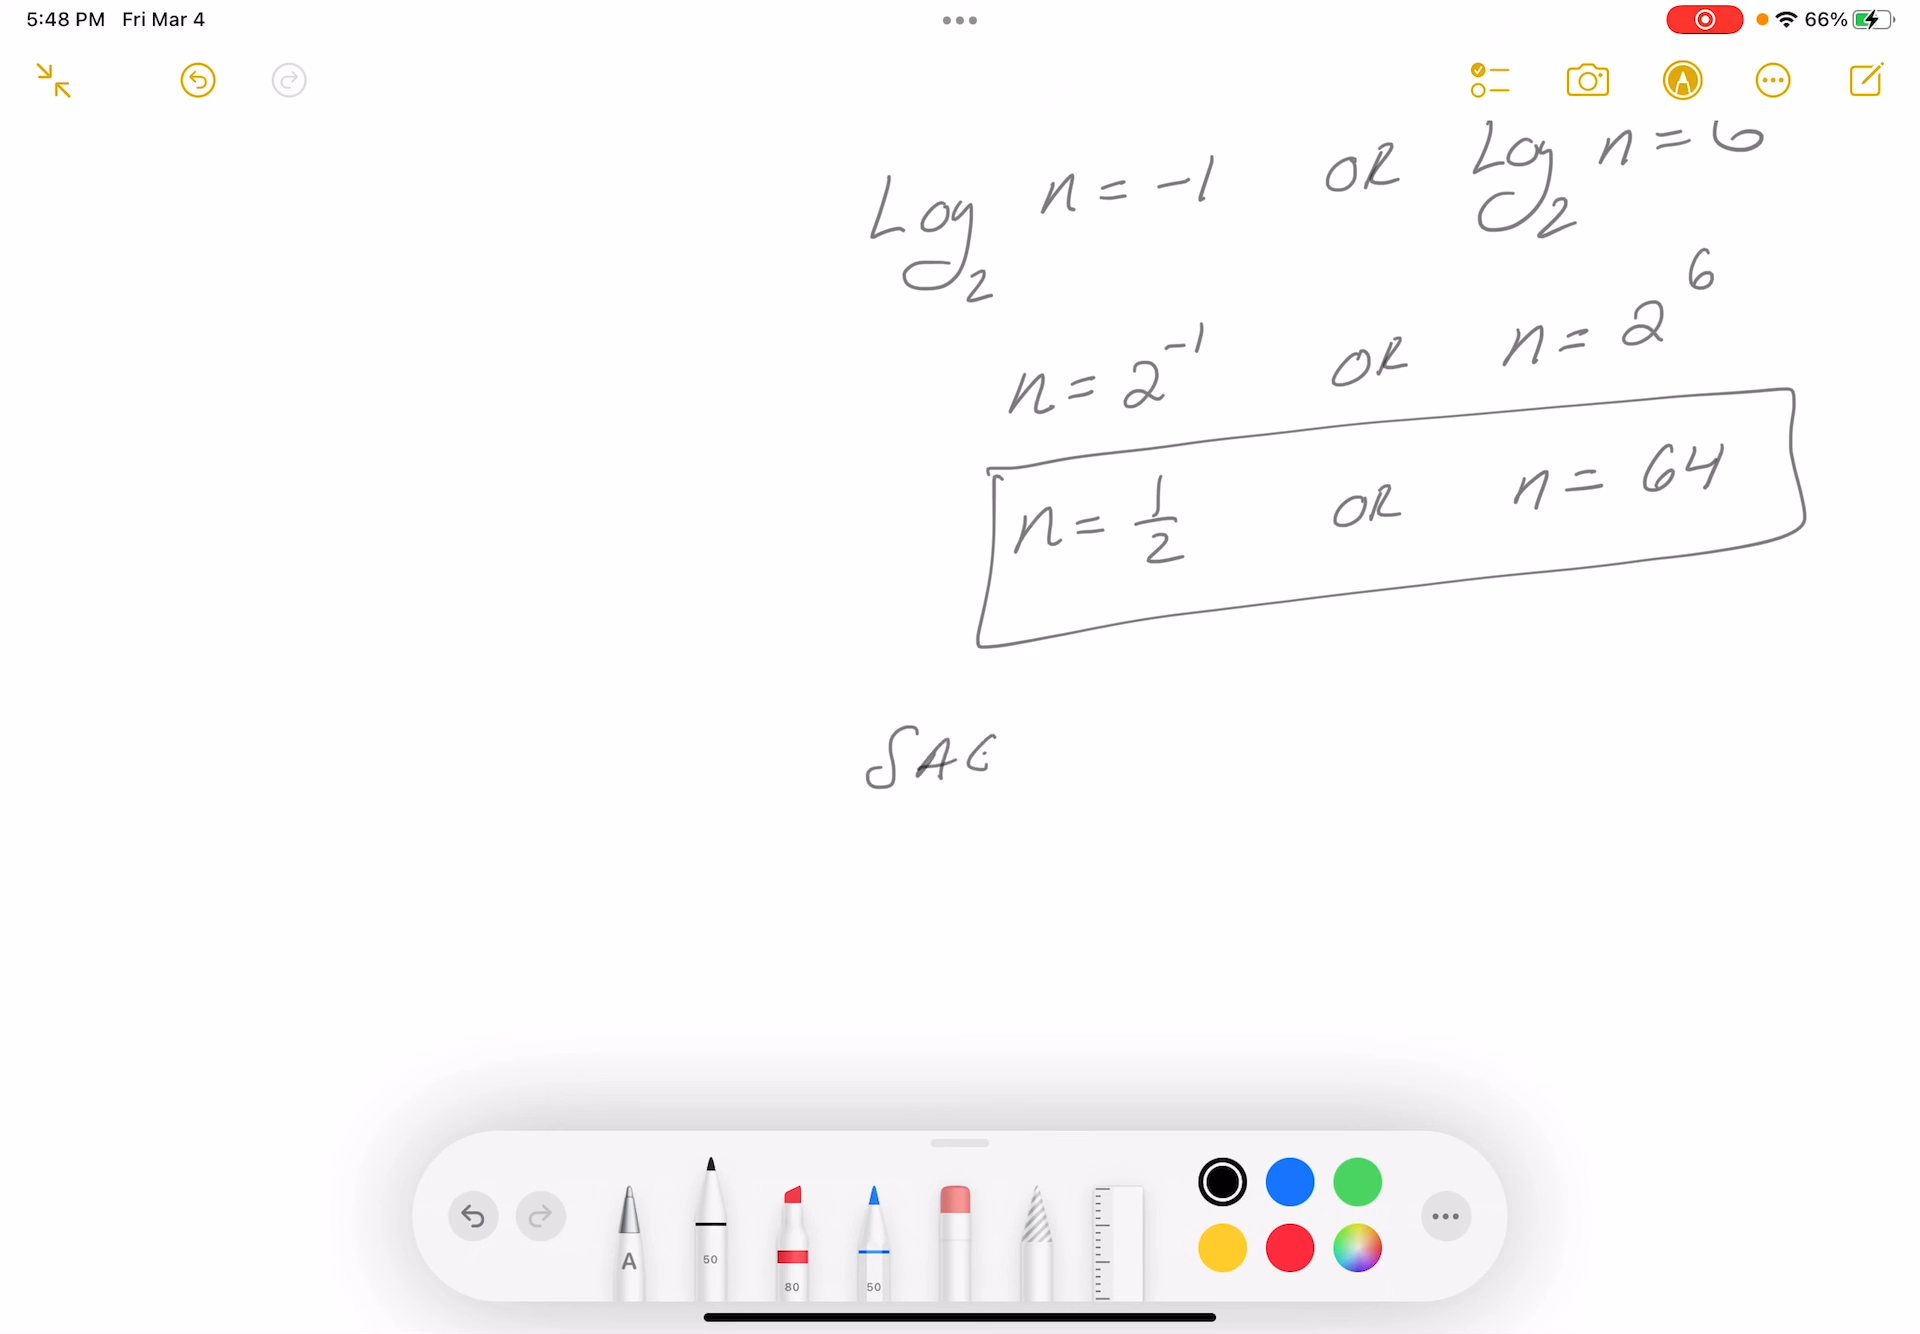 5:48 PM Fri Mar 4
66%
Log₂ n = -1 OR Log₂ n = 6
n = 2⁻¹ OR n = 2⁶
n = 1/2 OR n = 64
SAC
A
50
80
50